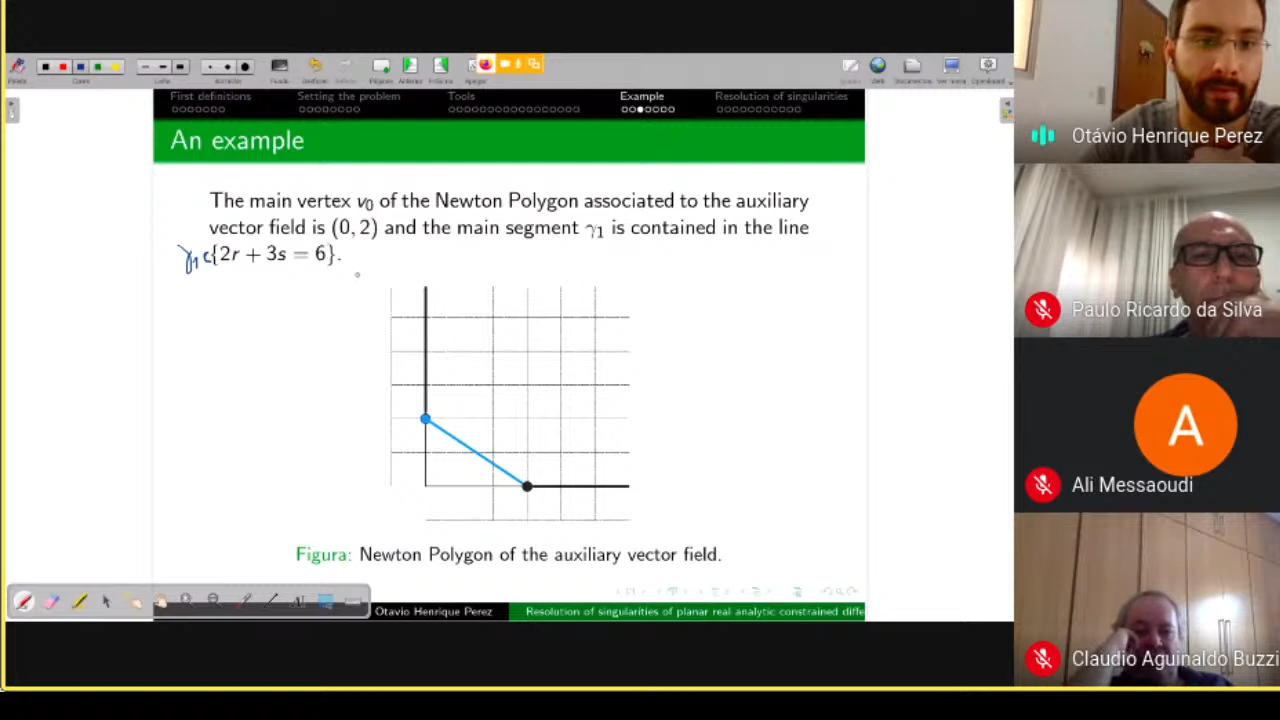 First definitions
Setting the problem
Tools
Example
Resolution of singularities
An example
The main vertex v₀ of the Newton Polygon associated to the auxiliary
vector field is (0, 2) and the main segment γ₁ is contained in the line
γ₁ ⊂ {2r + 3s = 6}.
Figura: Newton Polygon of the auxiliary vector field.
Otavio Henrique Perez
Resolution of singularities of planar real analytic constrained diffe
Otávio Henrique Perez
Paulo Ricardo da Silva
A
Ali Messaoudi
Claudio Aguinaldo Buzzi